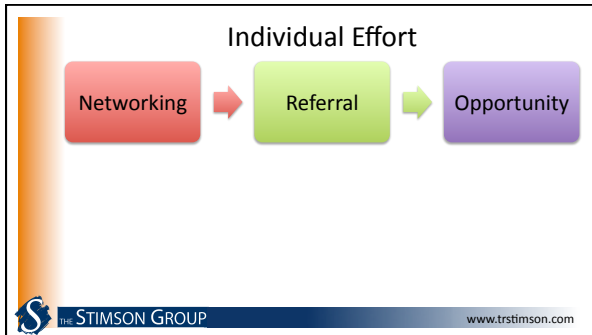 Individual Effort
Networking
Referral
Opportunity
S THE STIMSON GROUP
www.trstimson.com